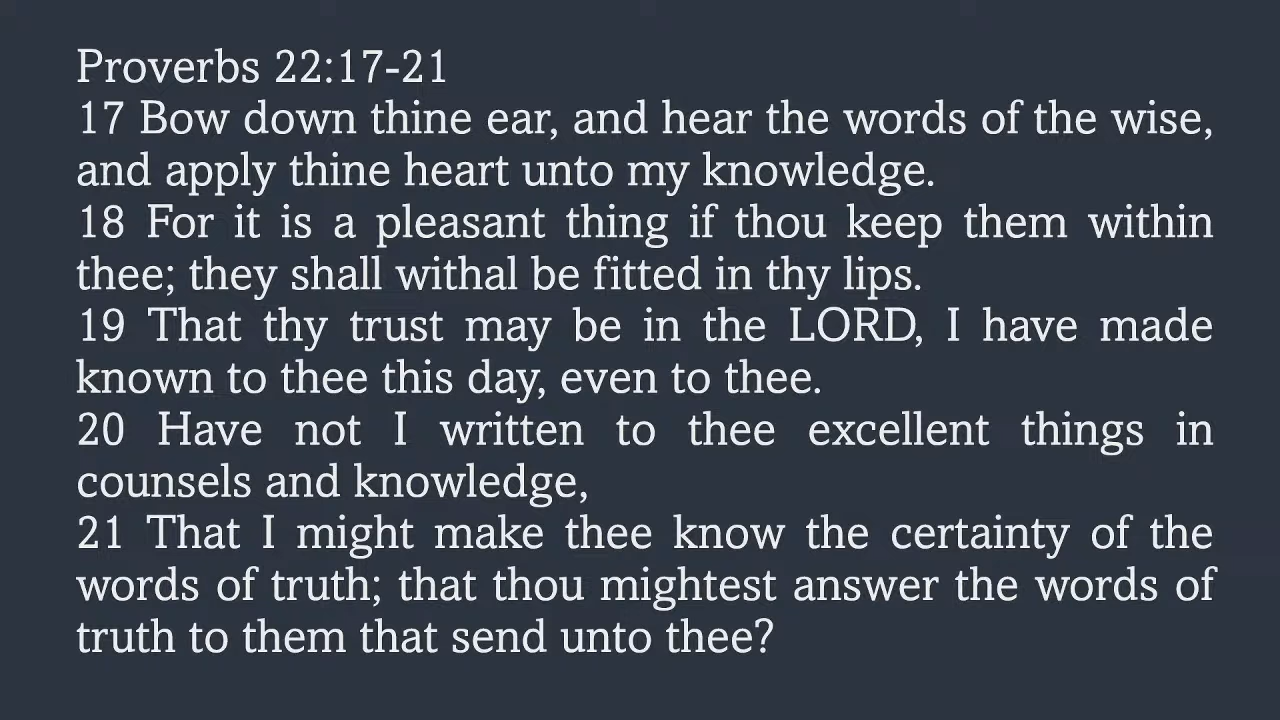 Proverbs 22:17-21
17 Bow down thine ear, and hear the words of the wise,
and apply thine heart unto my knowledge.
18 For it is a pleasant thing if thou keep them within
thee; they shall withal be fitted in thy lips.
19 That thy trust may be in the LORD, I have made
known to thee this day, even to thee.
20 Have not I written to thee excellent things in
counsels and knowledge,
21 That I might make thee know the certainty of the
words of truth; that thou mightest answer the words of
truth to them that send unto thee?